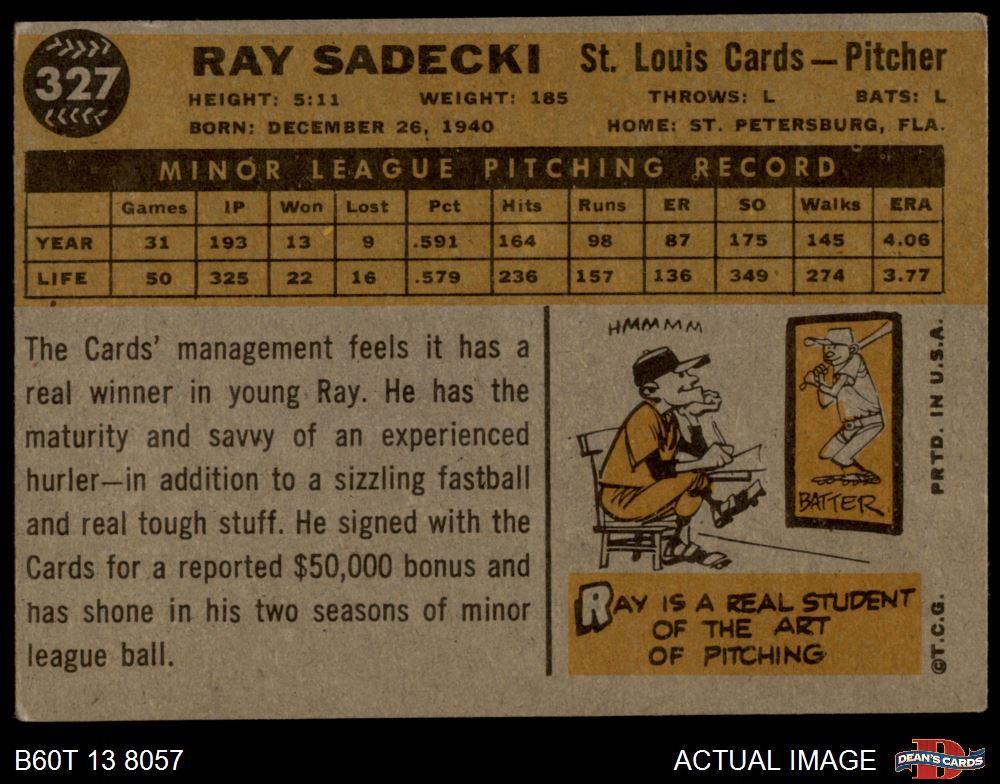 327
RAY SADECKI St. Louis Cards—Pitcher
HEIGHT: 5:11 WEIGHT: 185 THROWS: L BATS: L
BORN: DECEMBER 26, 1940 HOME: ST. PETERSBURG, FLA.
MINOR LEAGUE PITCHING RECORD
Games IP Won Lost Pct Hits Runs ER SO Walks ERA
YEAR 31 193 13 9 .591 164 98 87 175 145 4.06
LIFE 50 325 22 16 .579 236 157 136 349 274 3.77
The Cards' management feels it has a
real winner in young Ray. He has the
maturity and savvy of an experienced
hurler—in addition to a sizzling fastball
and real tough stuff. He signed with the
Cards for a reported $50,000 bonus and
has shone in his two seasons of minor
league ball.
HMMMMM
BATTER
RAY IS A REAL STUDENT
OF THE ART
OF PITCHING
PRTD. IN U.S.A.
©T.C.G.
B60T 13 8057
ACTUAL IMAGE
D
DEAN'S CARDS